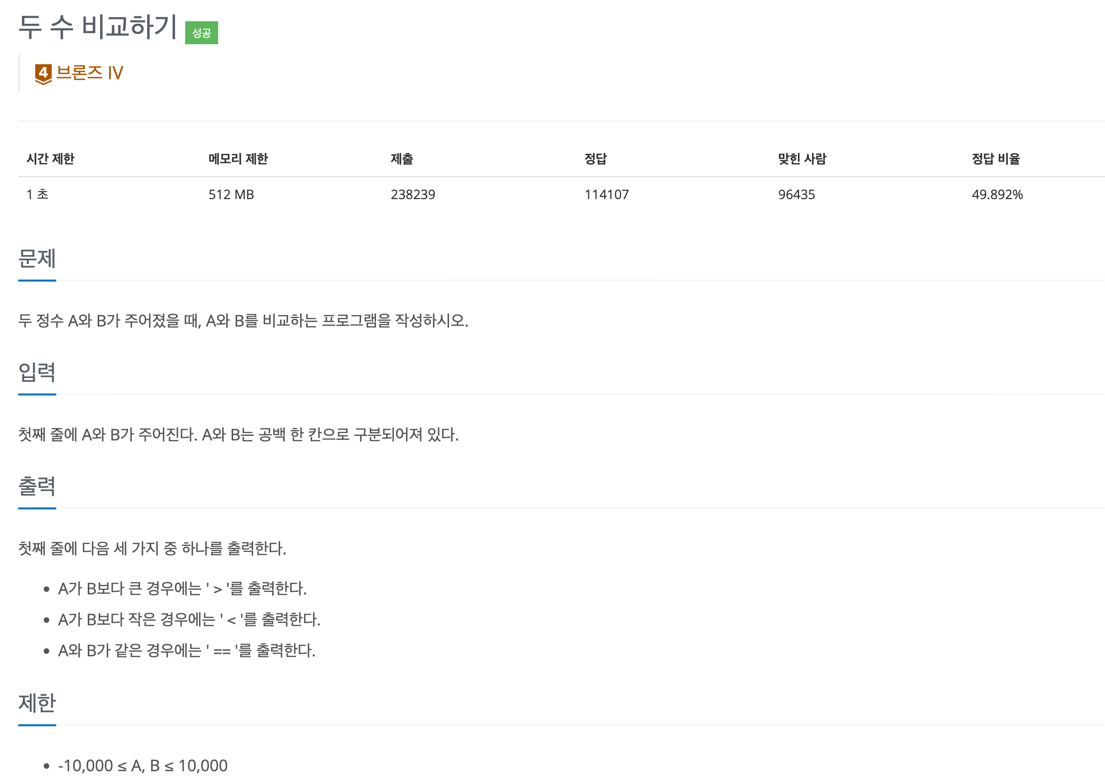 두 수 비교하기 성공
4 브론즈 IV
시간 제한 메모리 제한 제출 정답 맞힌 사람 정답 비율
1 초 512 MB 238239 114107 96435 49.892%
문제
두 정수 A와 B가 주어졌을 때, A와 B를 비교하는 프로그램을 작성하시오.
입력
첫째 줄에 A와 B가 주어진다. A와 B는 공백 한 칸으로 구분되어져 있다.
출력
첫째 줄에 다음 세 가지 중 하나를 출력한다.
• A가 B보다 큰 경우에는 ' > '를 출력한다.
• A가 B보다 작은 경우에는 ' < '를 출력한다.
• A와 B가 같은 경우에는 ' == '를 출력한다.
제한
• -10,000 ≤ A, B ≤ 10,000